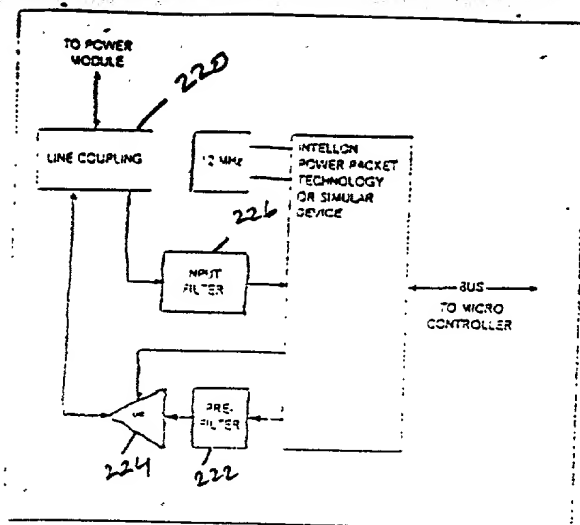 TO POWER
MODULE
220
LINE COUPLING
12 MHz
INTELLON
POWER PACKET
TECHNOLOGY
OR SIMULAR
DEVICE
226
INPUT
FILTER
BUS
TO MICRO
CONTROLLER
PRE-
FILTER
224
222